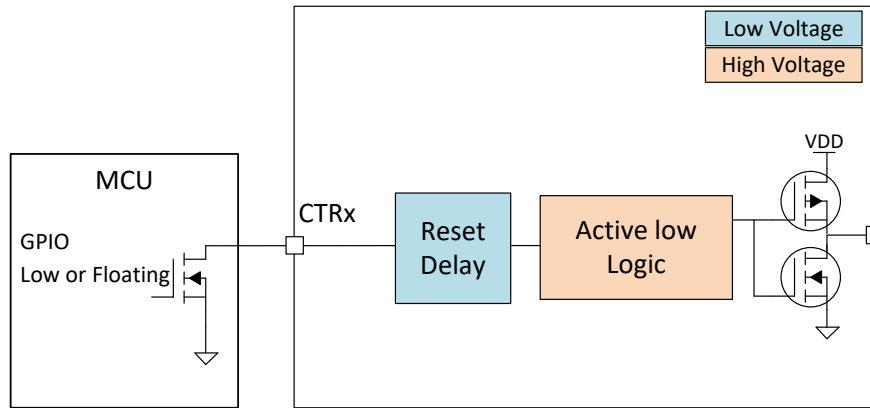 Low Voltage
High Voltage
VDD
MCU
CTRx
GPIO
Low or Floating
Reset
Delay
Active low
Logic